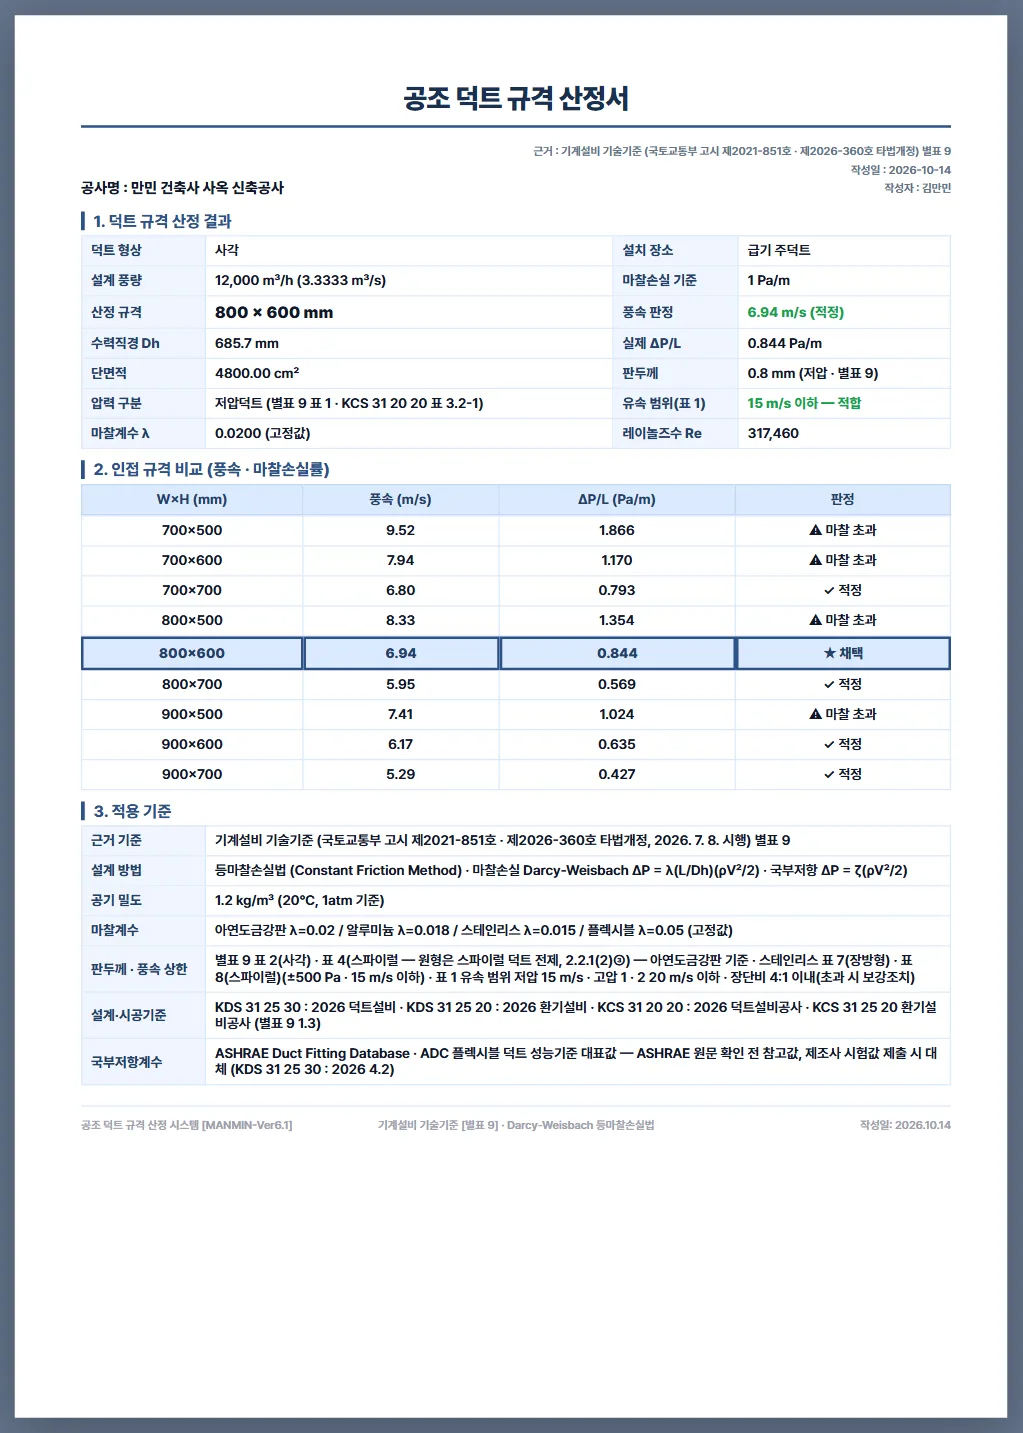 공조 덕트 규격 산정서
근거 : 기계설비 기술기준 (국토교통부 고시 제2021-851호 · 제2026-360호 타법개정) 별표 9
작성일 : 2026-10-14
공사명 : 만민 건축사 사옥 신축공사
작성자 : 김만민
1. 덕트 규격 산정 결과
덕트 형상 사각 설치 장소 급기 주덕트
설계 풍량 12,000 m³/h (3.3333 m³/s) 마찰손실 기준 1 Pa/m
산정 규격 800 × 600 mm 풍속 판정 6.94 m/s (적정)
수력직경 Dh 685.7 mm 실제 ΔP/L 0.844 Pa/m
단면적 4800.00 cm² 판두께 0.8 mm (저압 · 별표 9)
압력 구분 저압덕트 (별표 9 표 1 · KCS 31 20 20 표 3.2-1) 유속 범위(표 1) 15 m/s 이하 — 적합
마찰계수 λ 0.0200 (고정값) 레이놀즈수 Re 317,460
2. 인접 규격 비교 (풍속 · 마찰손실률)
W×H (mm) 풍속 (m/s) ΔP/L (Pa/m) 판정
700×500 9.52 1.866 ⚠ 마찰 초과
700×600 7.94 1.170 ⚠ 마찰 초과
700×700 6.80 0.793 ✓ 적정
800×500 8.33 1.354 ⚠ 마찰 초과
800×600 6.94 0.844 ★ 채택
800×700 5.95 0.569 ✓ 적정
900×500 7.41 1.024 ⚠ 마찰 초과
900×600 6.17 0.635 ✓ 적정
900×700 5.29 0.427 ✓ 적정
3. 적용 기준
근거 기준 기계설비 기술기준 (국토교통부 고시 제2021-851호 · 제2026-360호 타법개정, 2026. 7. 8. 시행) 별표 9
설계 방법 등마찰손실법 (Constant Friction Method) · 마찰손실 Darcy-Weisbach ΔP = λ(L/Dh)(ρV²/2) · 국부저항 ΔP = ζ(ρV²/2)
공기 밀도 1.2 kg/m³ (20°C, 1atm 기준)
마찰계수 아연도금강판 λ=0.02 / 알루미늄 λ=0.018 / 스테인리스 λ=0.015 / 플렉시블 λ=0.05 (고정값)
판두께 · 풍속 상한 별표 9 표 2(사각) · 표 4(스파이럴 — 원형은 스파이럴 덕트 전제, 2.2.1(2)) — 아연도금강판 기준 · 스테인리스 표 7(장방형) · 표
8(스파이럴)(±500 Pa · 15 m/s 이하) · 표 1 유속 범위 저압 15 m/s · 고압 1 · 2 20 m/s 이하 · 장단비 4:1 이내(초과 시 보강조치)
설계·시공기준 KDS 31 25 30 : 2026 덕트설비 · KDS 31 25 20 : 2026 환기설비 · KCS 31 20 20 : 2026 덕트설비공사 · KCS 31 25 20 환기설
비공사 (별표 9 1.3)
국부저항계수 ASHRAE Duct Fitting Database · ADC 플렉시블 덕트 성능기준 대표값 — ASHRAE 원문 확인 전 참고값, 제조사 시험값 제출 시 대
체 (KDS 31 25 30 : 2026 4.2)
공조 덕트 규격 산정 시스템 [MANMIN-Ver6.1] 기계설비 기술기준 [별표 9] · Darcy-Weisbach 등마찰손실법 작성일: 2026.10.14